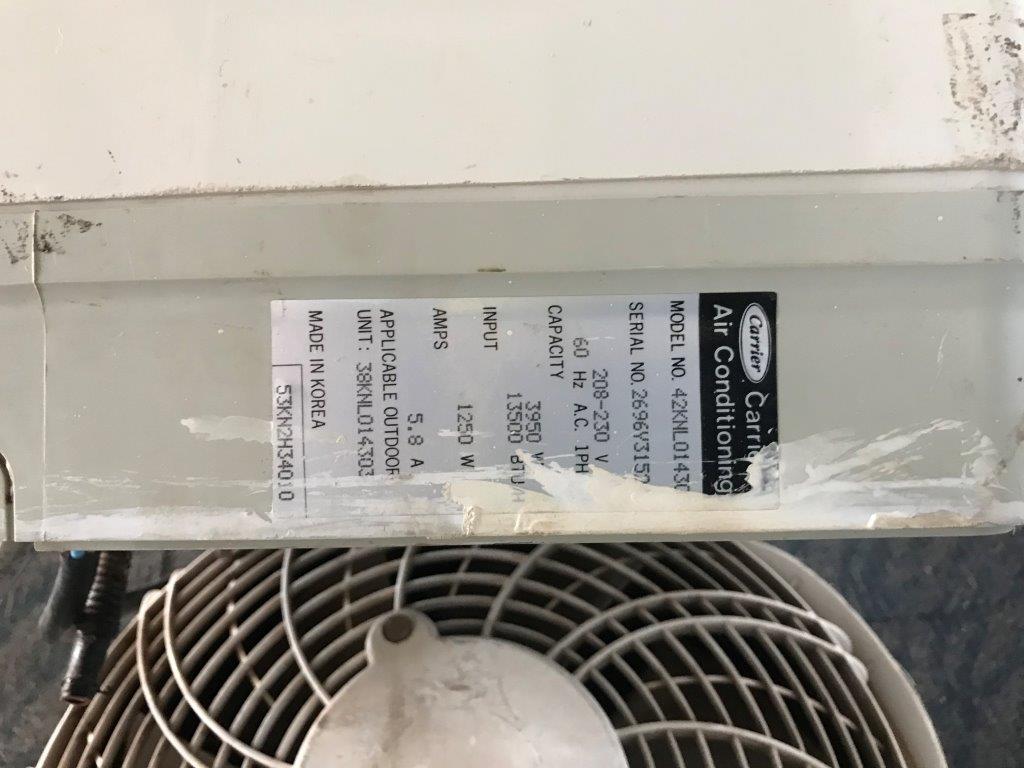 Carrier
Air Conditioning
MODEL NO. 42KNL01430
SERIAL NO. 2696Y3153
208-230 V
60 Hz A.C. 1PH
CAPACITY
3950 W
13500 BTU/H
INPUT
1250 W
AMPS
5.8 A
APPLICABLE OUTDOOR
UNIT: 38KNL014303
MADE IN KOREA
53KN2H340.0